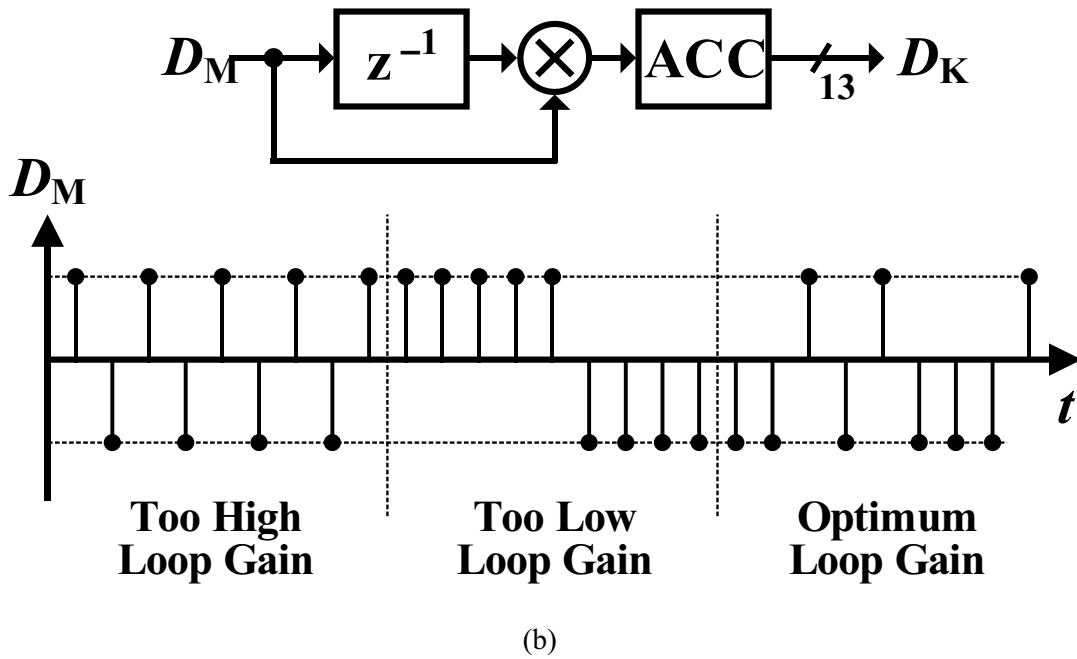 D_M z^-1 ACC 13 D_K
D_M
t
Too High Too Low Optimum
Loop Gain Loop Gain Loop Gain
(b)